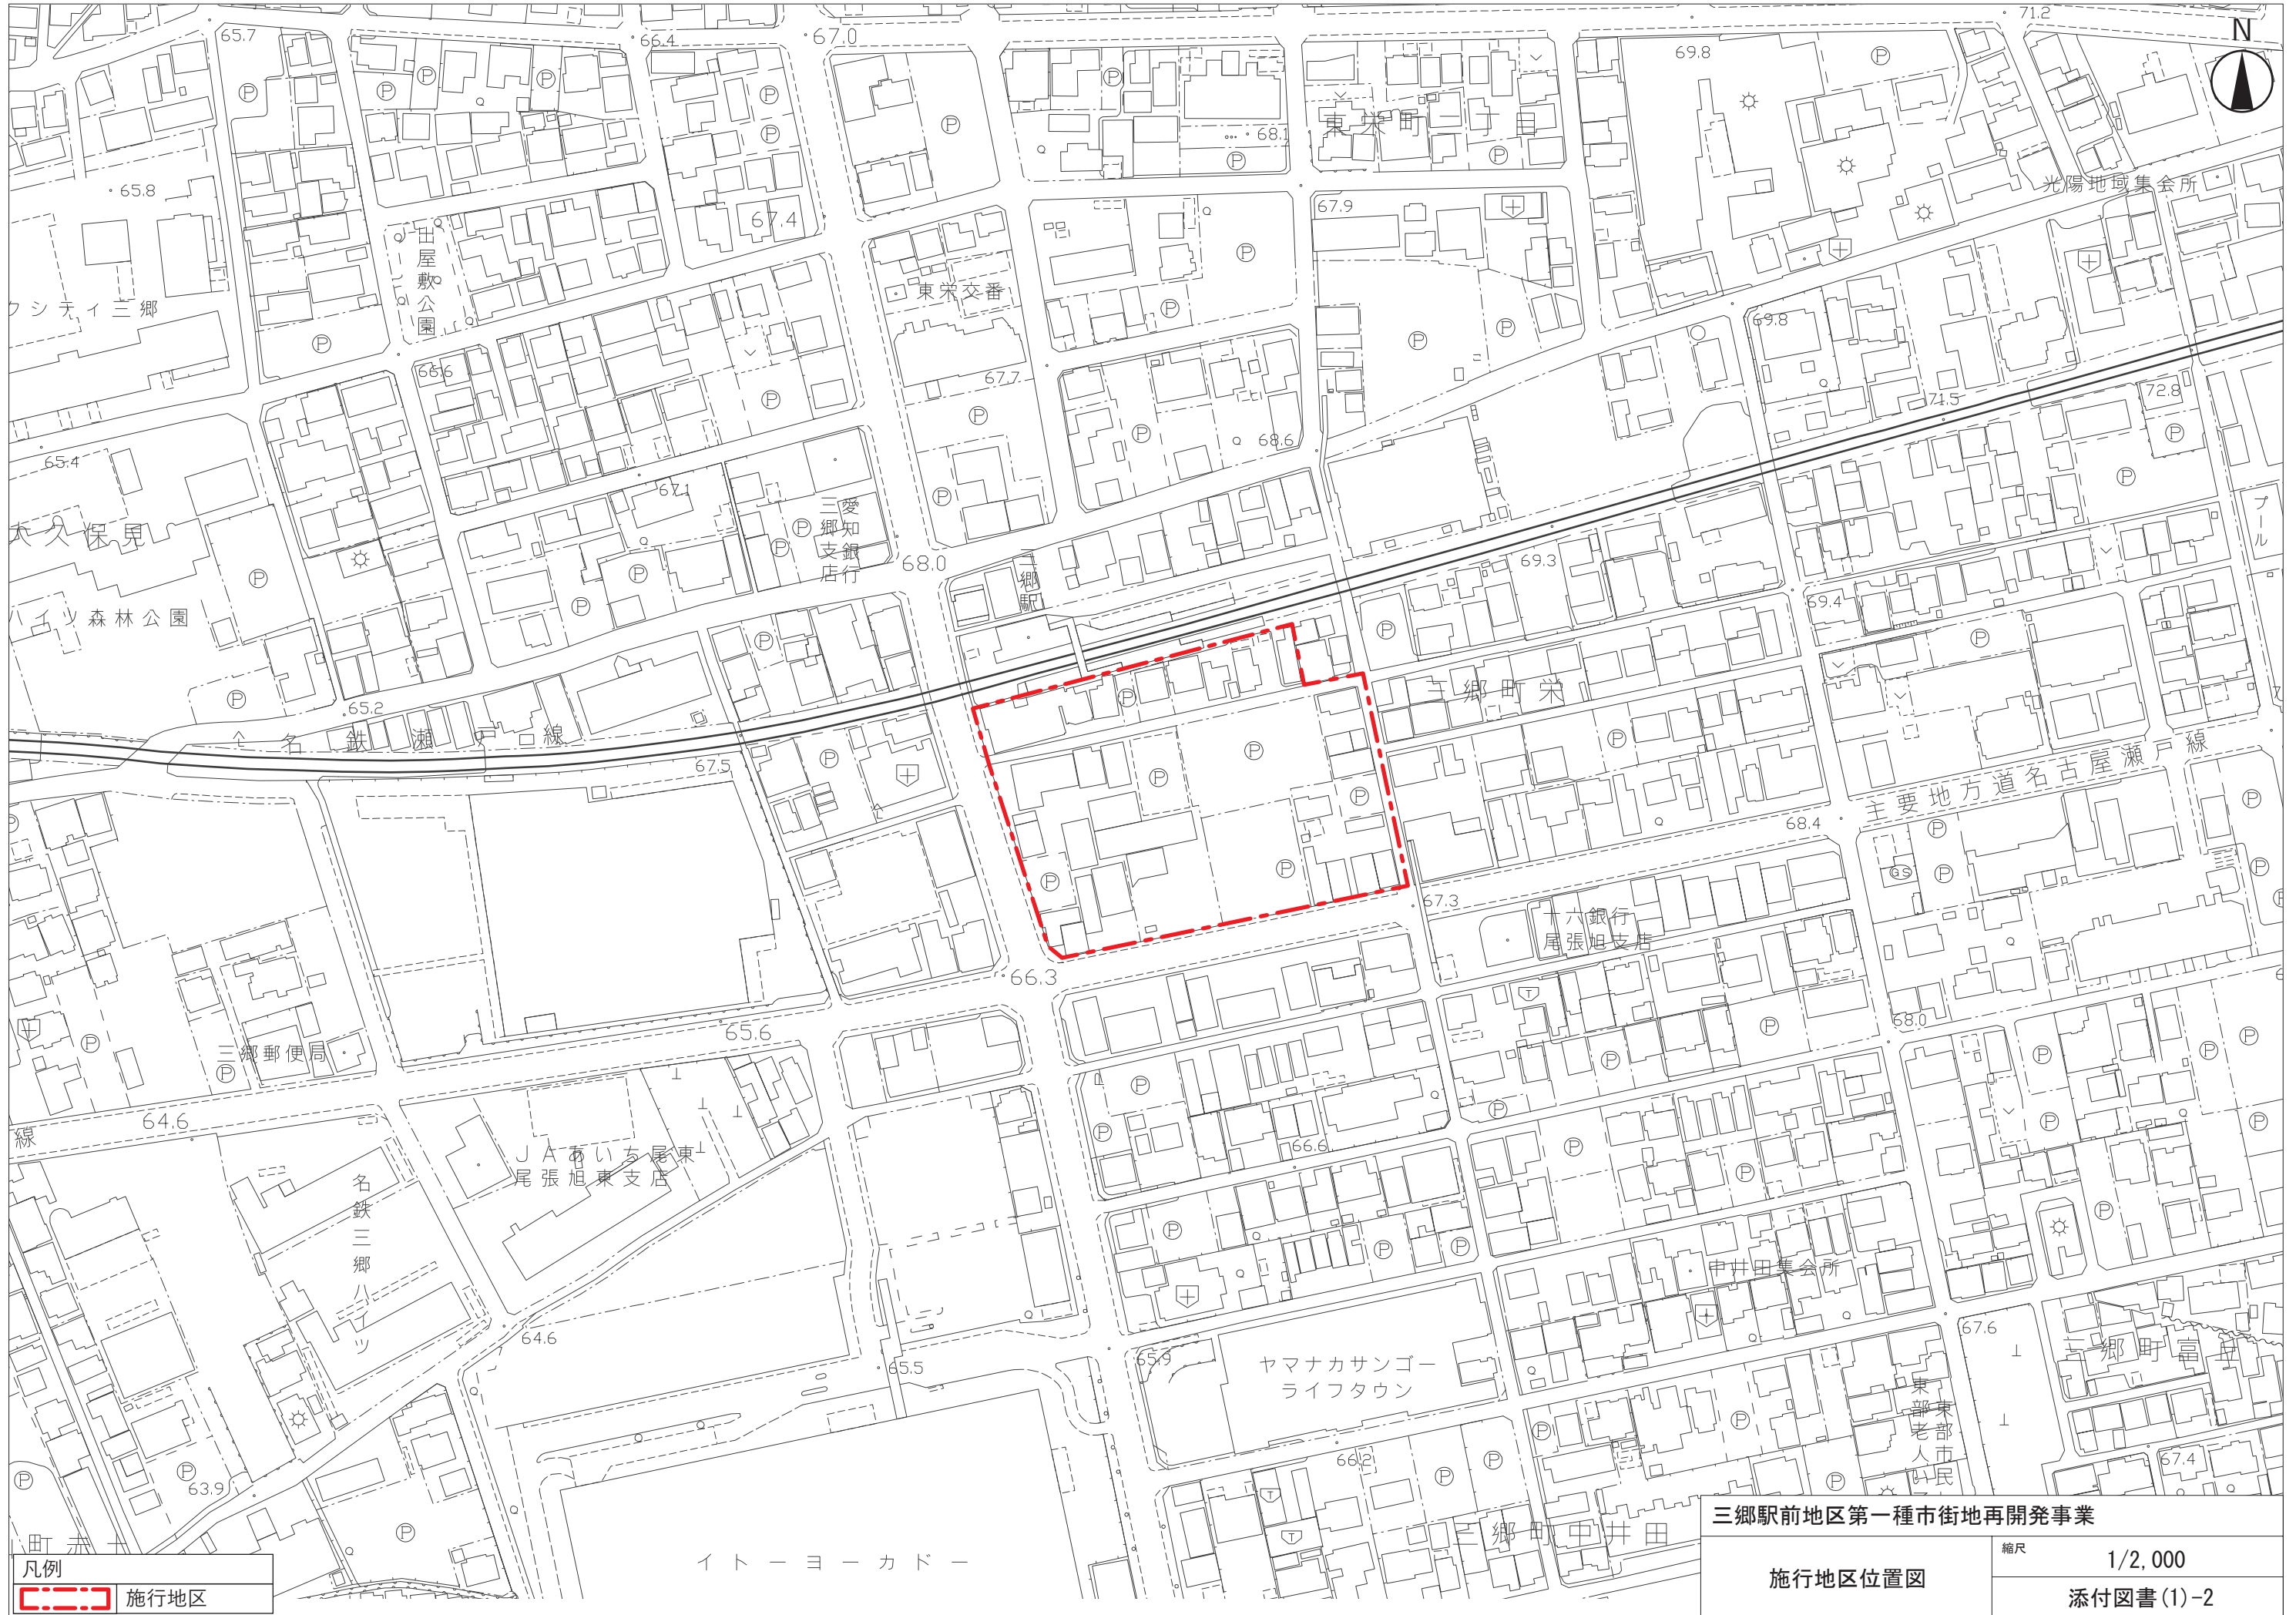 71.2
65.7
66.4
67.0
69.8
N
東栄町一丁目
68.1
65.8
光陽地域集会所
67.9
67.4
出屋敷公園
東栄交番
クシティ三郷
69.8
66.6
67.7
71.5
72.8
65.4
68.6
67.1
愛知銀行
三郷支店
プール
大久保見
68.0
三郷駅
69.3
69.4
ハイツ森林公園
三郷町栄
65.2
名鉄瀬戸線
67.5
主要地方道名古屋瀬戸線
68.4
GS
67.3
十六銀行
尾張旭支店
66.3
65.6
68.0
三郷郵便局
64.6
線
66.6
JAあいち尾東
尾張旭東支店
名鉄三郷ハイツ
中井田集会所
64.6
65.5
65.9
67.6
ヤマナカサンゴー
ライフタウン
三郷町富丘
東部市民
東部老人い
66.2
67.4
63.9
三郷町中井田
イトーヨーカドー
町赤土
凡例
施行地区
三郷駅前地区第一種市街地再開発事業
施行地区位置図
縮尺
1/2,000
添付図書(1)-2